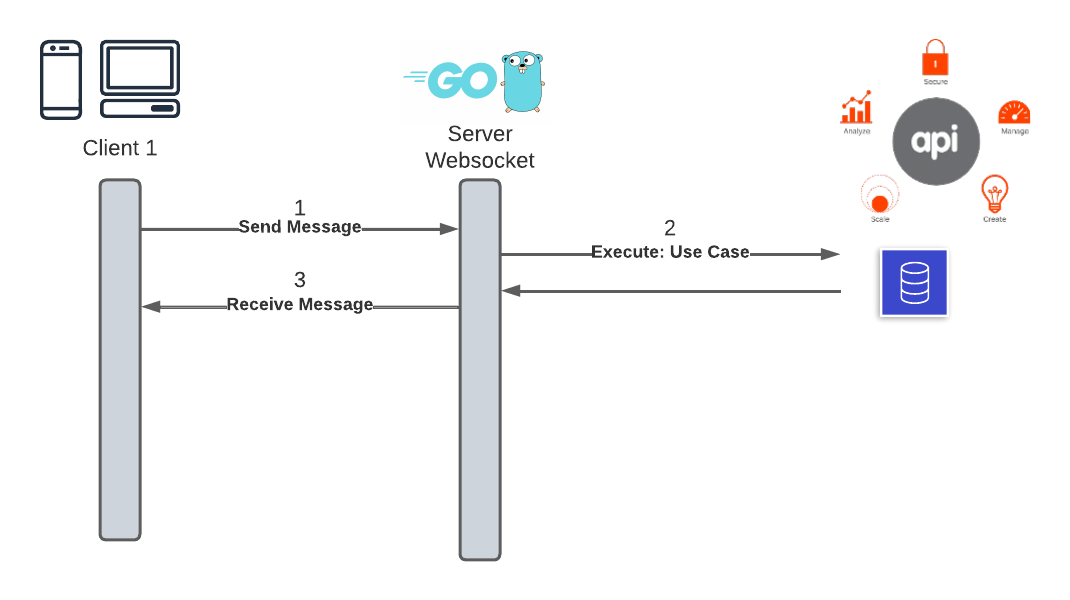 Client 1
GO
Server
Websocket
Secure
Analyze
Manage
api
Scale
Create
1
Send Message
2
Execute: Use Case
3
Receive Message